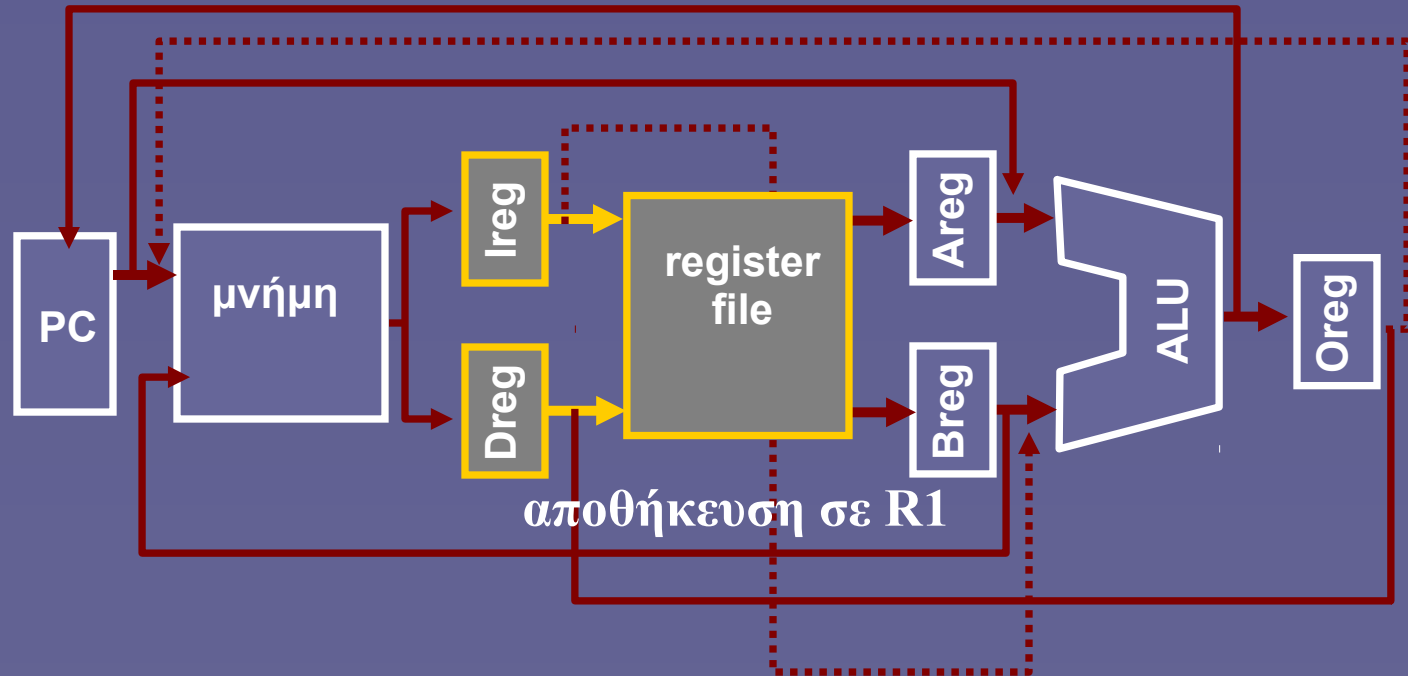 PC
μνήμη
Ireg
Dreg
register
file
Areg
Breg
ALU
Oreg
αποθήκευση σε R1